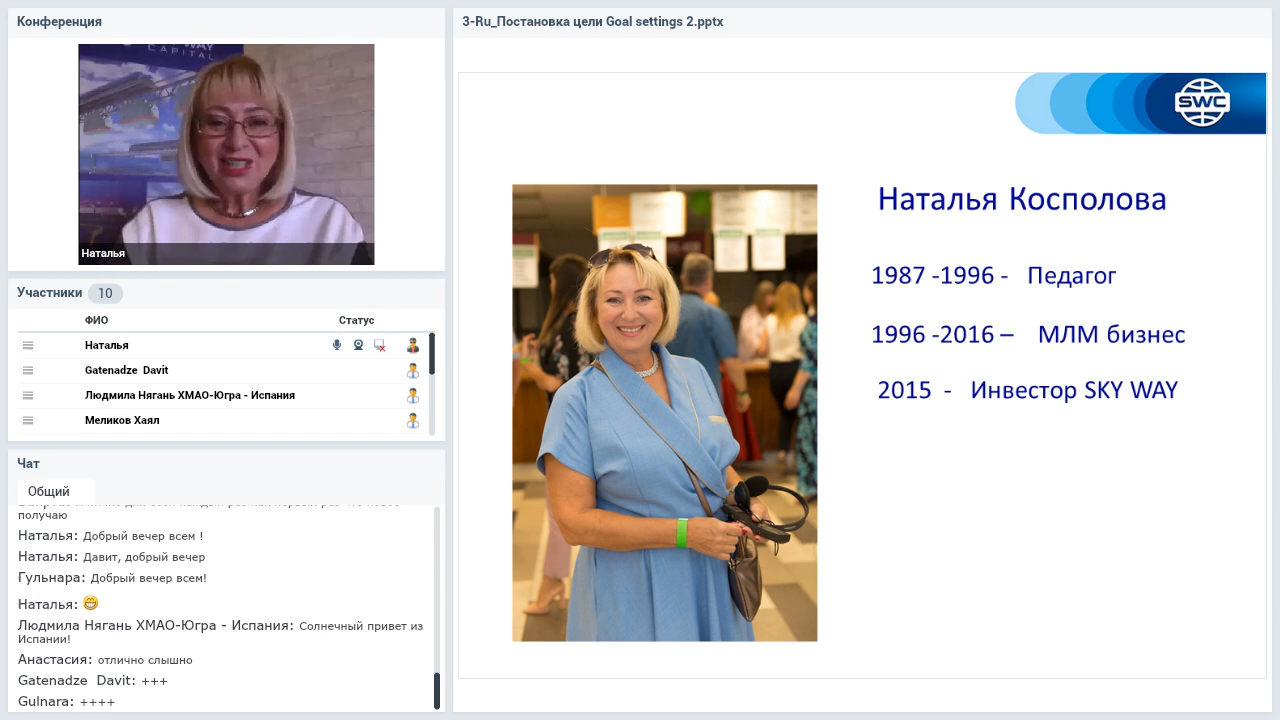 Конференция
WAY
CAPITAL
Наталья
Участники 10
ФИО Статус
Наталья
Gatenadze Davit
Людмила Нягань ХМАО-Югра - Испания
Меликов Хаял
Чат
Общий
получаю
Наталья: Добрый вечер всем !
Наталья: Давит, добрый вечер
Гульнара: Добрый вечер всем!
Наталья:
Людмила Нягань ХМАО-Югра - Испания: Солнечный привет из
Испании!
Анастасия: отлично слышно
Gatenadze Davit: +++
Gulnara: ++++
3-Ru_Постановка цели Goal settings 2.pptx
SWC
Наталья Косполова
1987 -1996 - Педагог
1996 -2016 – МЛМ бизнес
2015 - Инвестор SKY WAY